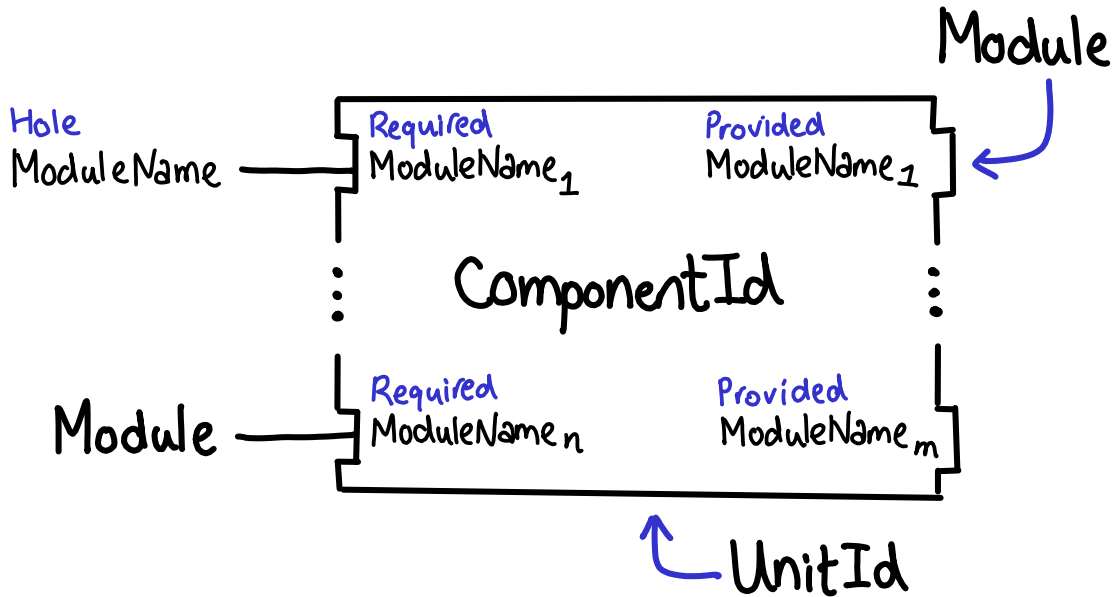 Module
Hole
ModuleName
Required
ModuleName1
Provided
ModuleName1
ComponentId
Module
Required
ModuleNamen
Provided
ModuleNamem
UnitId